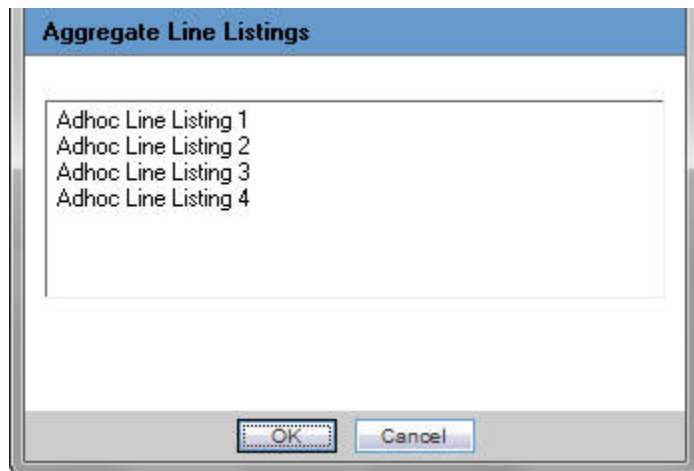 Aggregate Line Listings
Adhoc Line Listing 1
Adhoc Line Listing 2
Adhoc Line Listing 3
Adhoc Line Listing 4
OK Cancel